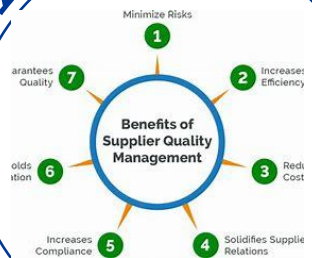 Minimize Risks
1
2
Increases
Efficiency
3
4
Solidifies
Relations
5
Increases
Compliance
6
7
Quality
Benefits of
Supplier Quality
Management